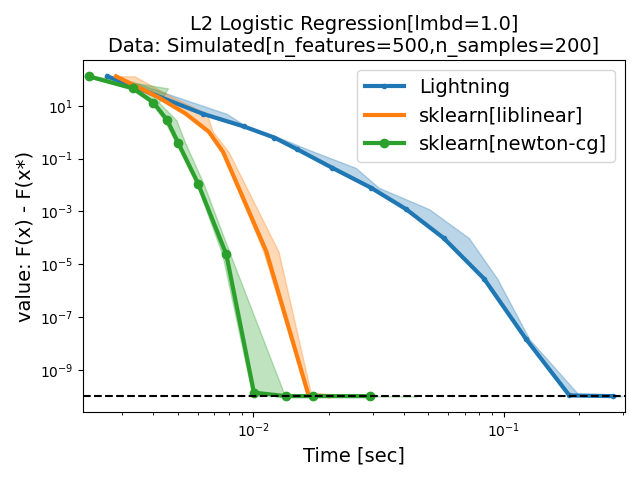 L2 Logistic Regression[lmbd=1.0]
Data: Simulated[n_features=500,n_samples=200]
value: F(x) - F(x*)
10¹
10⁻¹
10⁻³
10⁻⁵
10⁻⁷
10⁻⁹
Lightning
sklearn[liblinear]
sklearn[newton-cg]
10⁻²
10⁻¹
Time [sec]